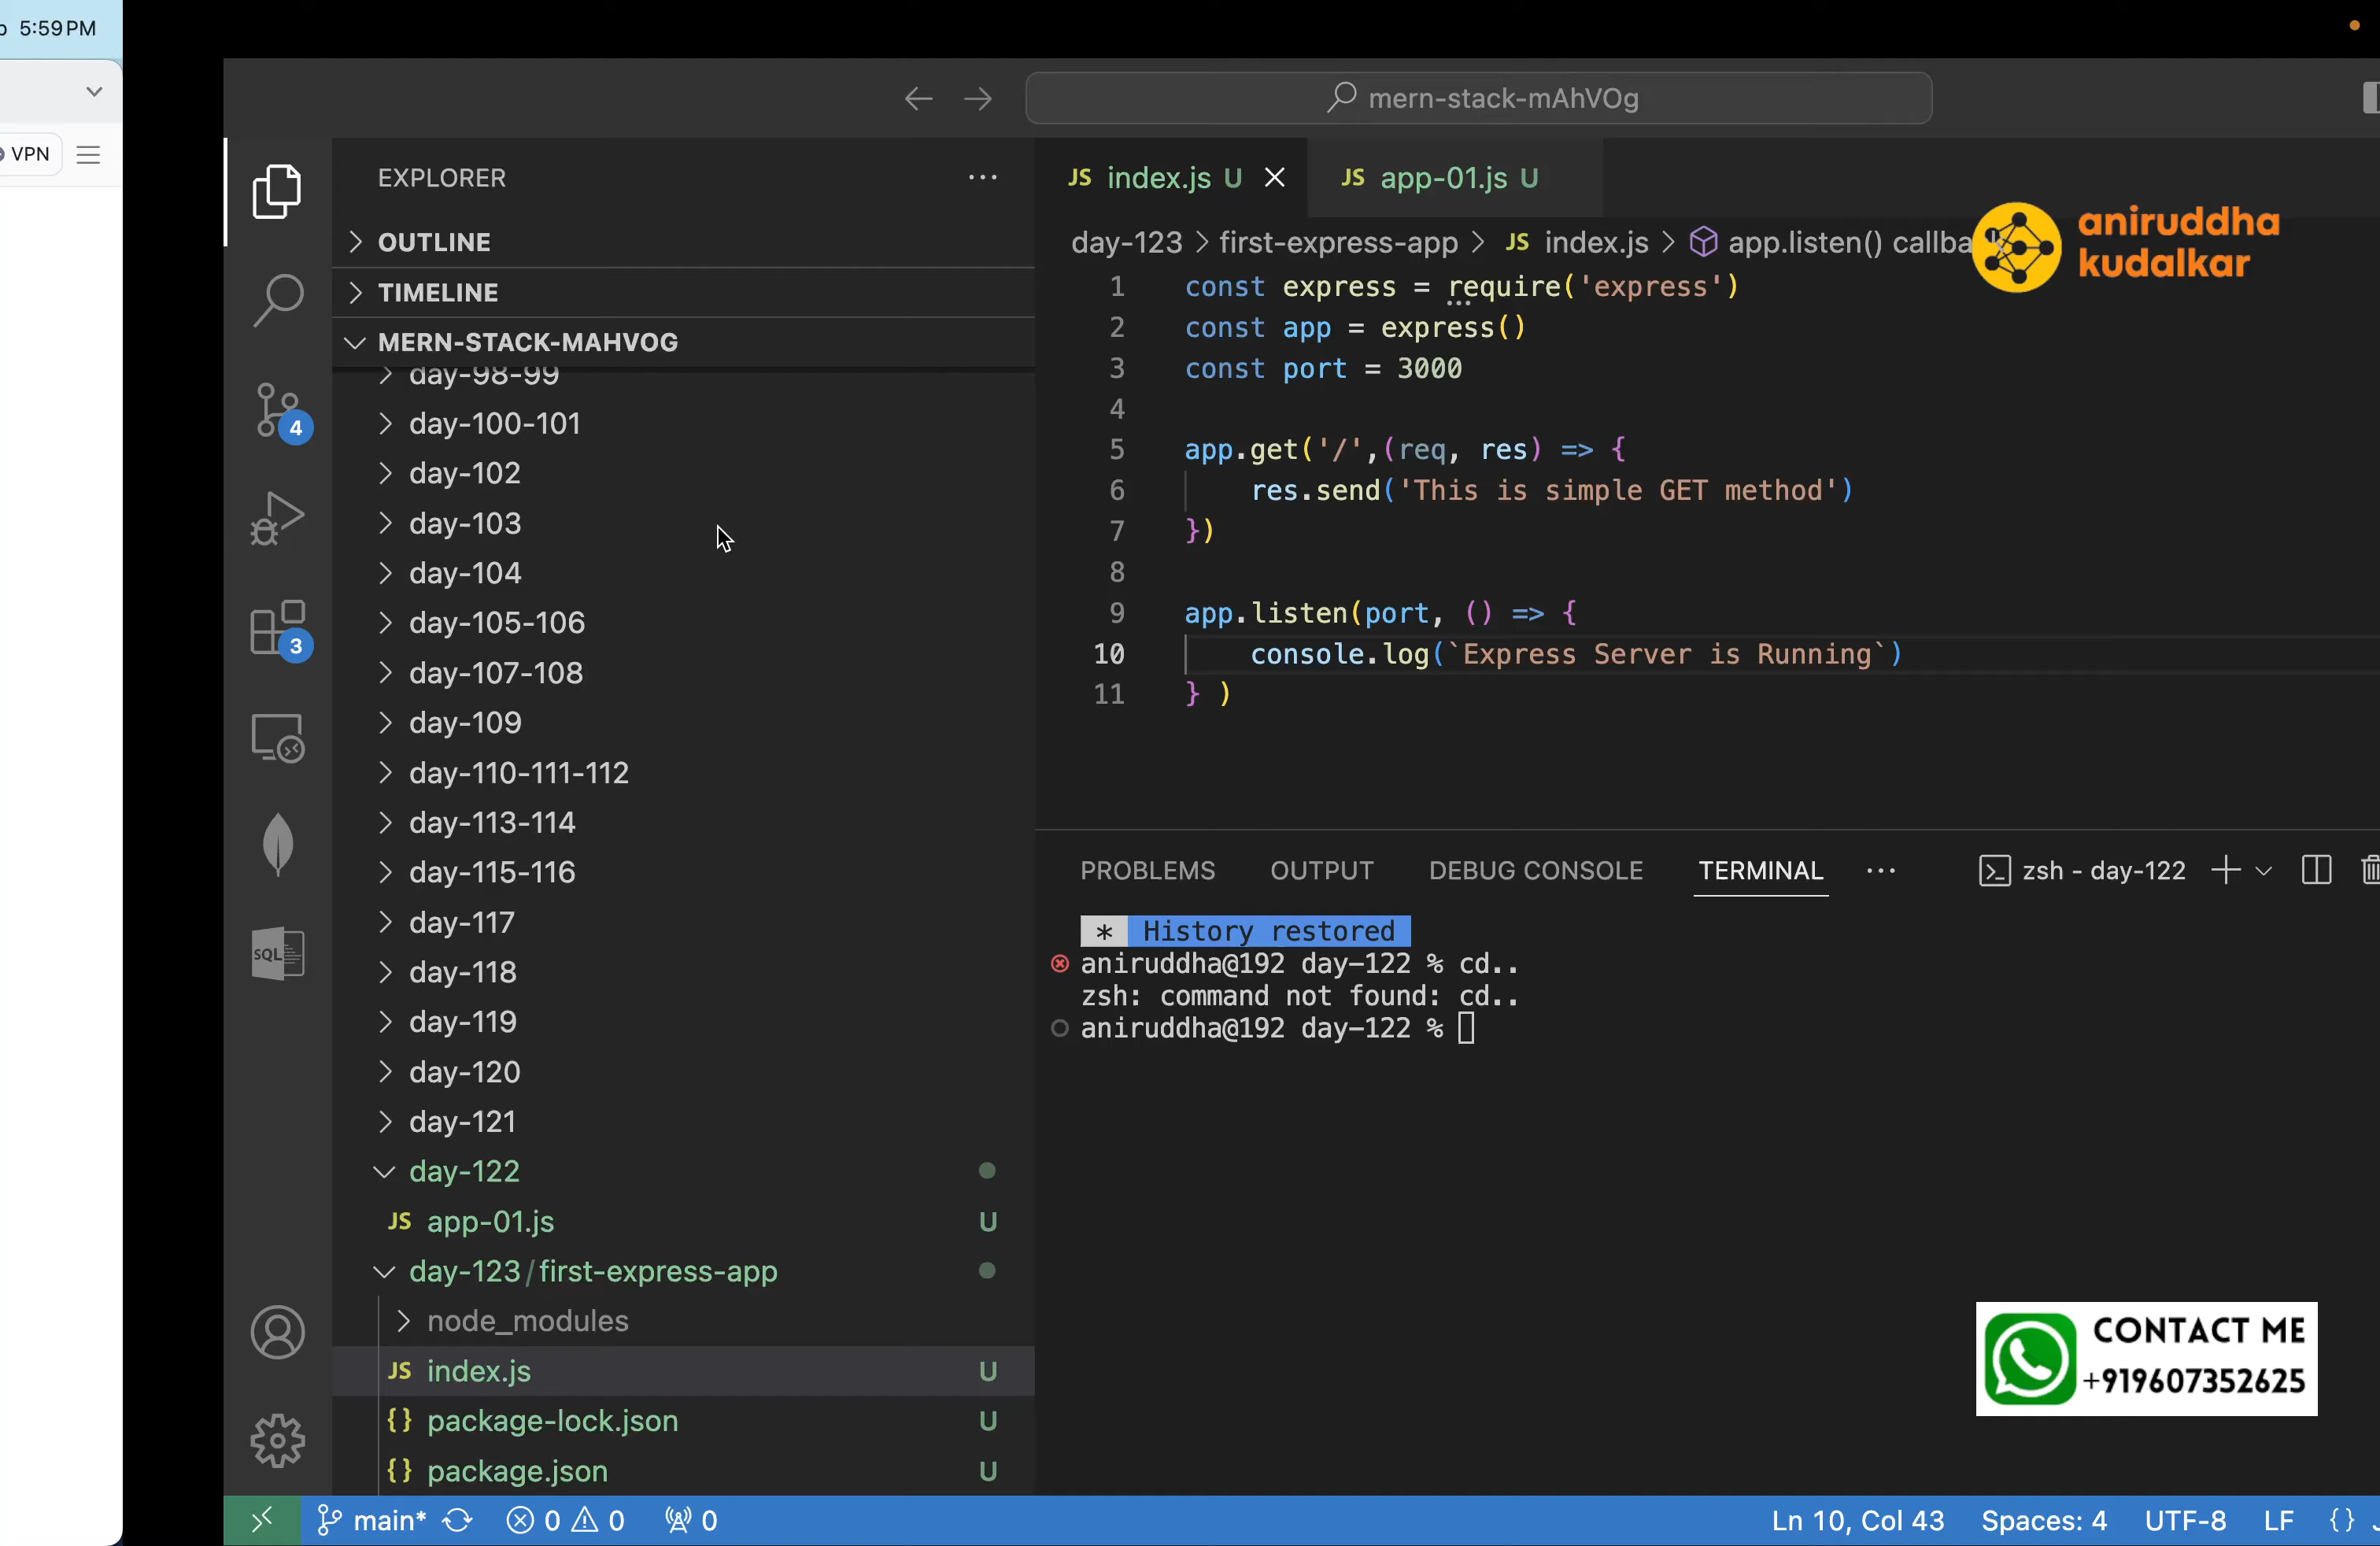 5:59 PM
VPN
mern-stack-mAhVOg
EXPLORER
OUTLINE
TIMELINE
MERN-STACK-MAHVOG
day-98-99
day-100-101
day-102
day-103
day-104
day-105-106
day-107-108
day-109
day-110-111-112
day-113-114
day-115-116
day-117
day-118
day-119
day-120
day-121
day-122
JS app-01.js U
day-123/first-express-app
node_modules
JS index.js U
{} package-lock.json U
{} package.json U
4
3
SQL
JS index.js U
JS app-01.js U
day-123 > first-express-app > JS index.js > app.listen() callba
aniruddha
kudalkar
1 const express = require('express')
2 const app = express()
3 const port = 3000
4
5 app.get('/',(req, res) => {
6 res.send('This is simple GET method')
7 })
8
9 app.listen(port, () => {
10 console.log(`Express Server is Running`)
11 } )
PROBLEMS OUTPUT DEBUG CONSOLE TERMINAL ... zsh - day-122
* History restored
aniruddha@192 day-122 % cd..
zsh: command not found: cd..
aniruddha@192 day-122 %
CONTACT ME
+919607352625
main* 0 0 0 Ln 10, Col 43 Spaces: 4 UTF-8 LF {}